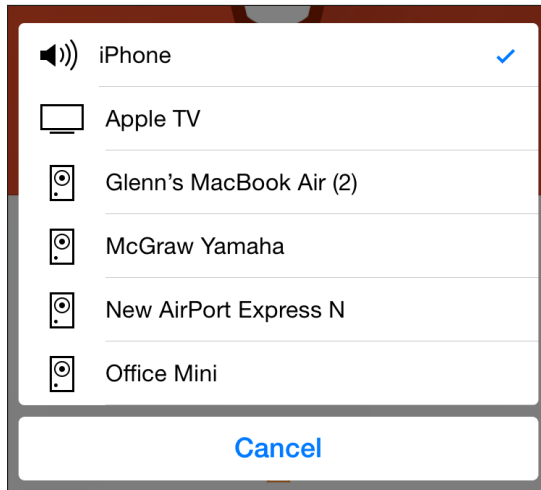 iPhone
Apple TV
Glenn’s MacBook Air (2)
McGraw Yamaha
New AirPort Express N
Office Mini
Cancel